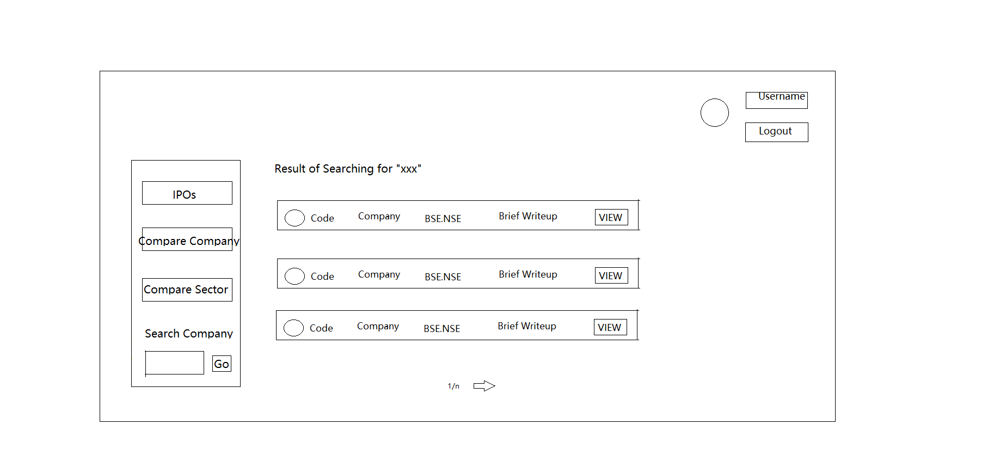 Username
Logout
IPOs
Compare Company
Compare Sector
Search Company
Go
Result of Searching for "xxx"
Code Company BSE.NSE Brief Writeup VIEW
Code Company BSE.NSE Brief Writeup VIEW
Code Company BSE.NSE Brief Writeup VIEW
1/n